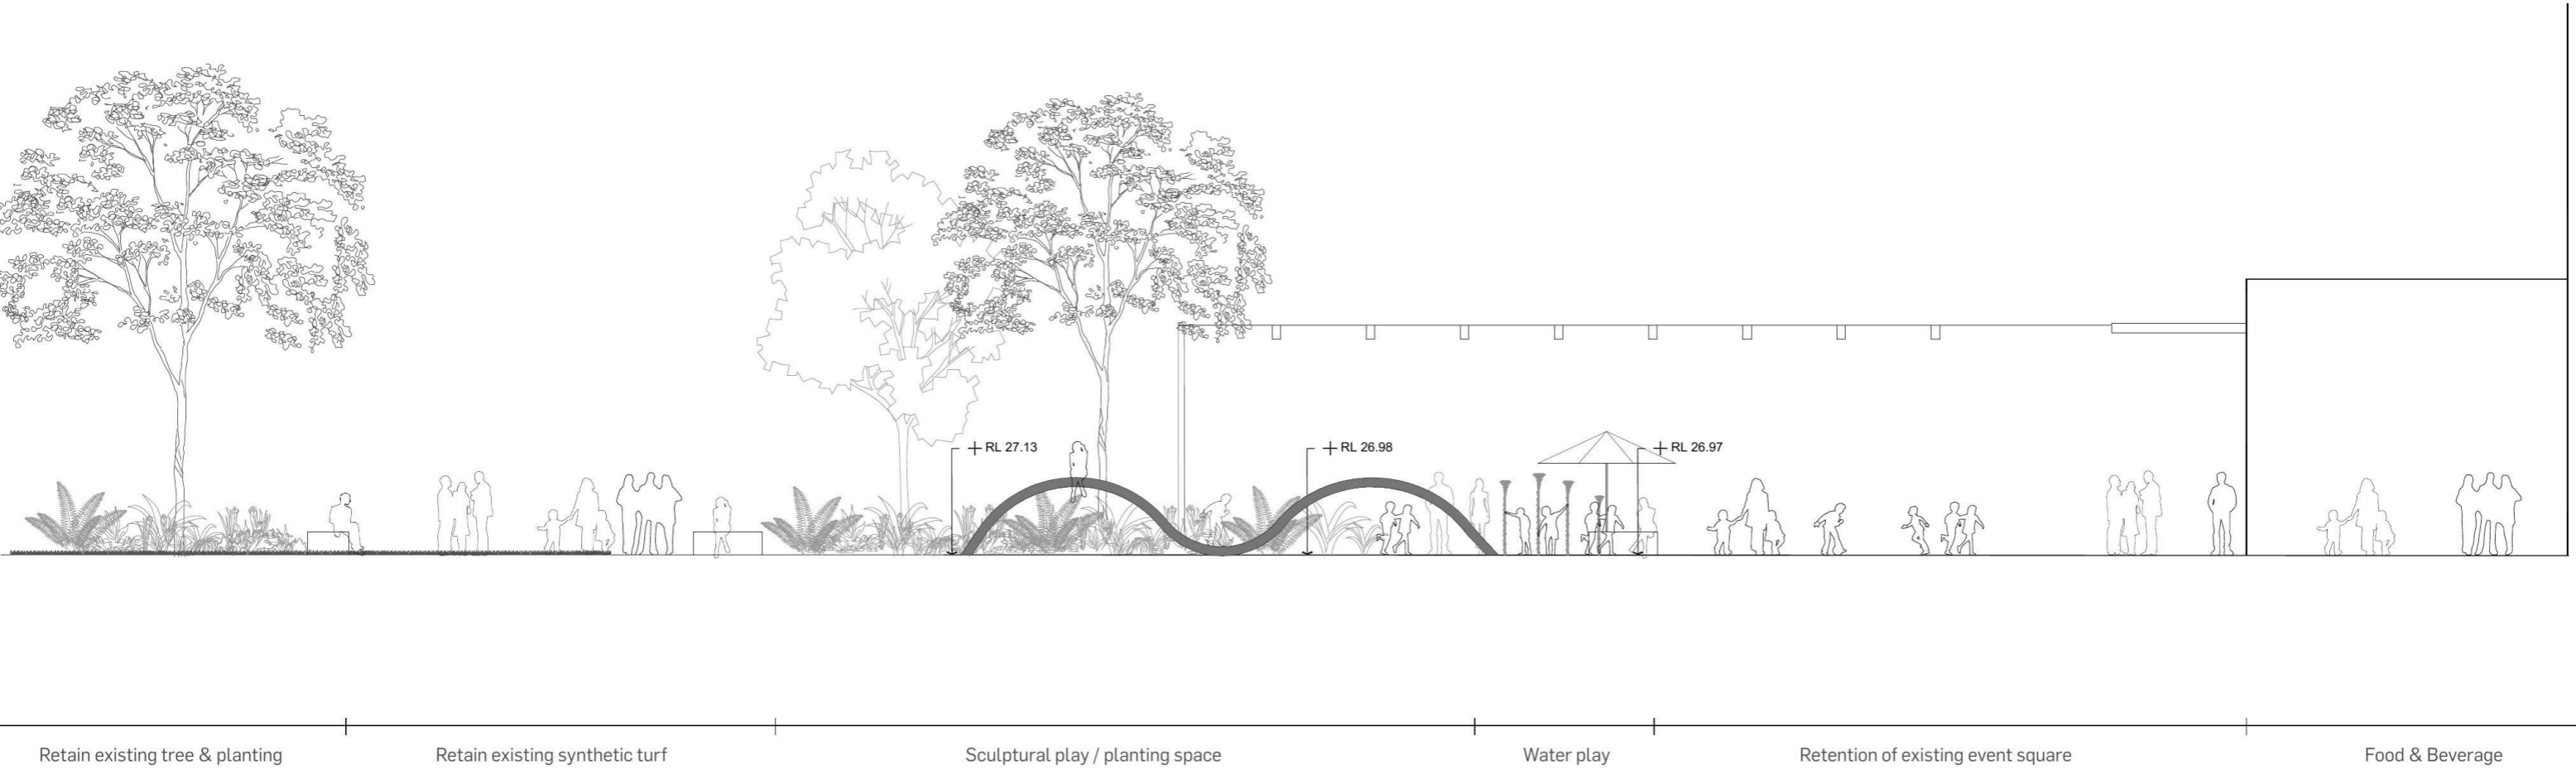 RL 27.13
RL 26.98
RL 26.97
Retain existing tree & planting
Retain existing synthetic turf
Sculptural play / planting space
Water play
Retention of existing event square
Food & Beverage